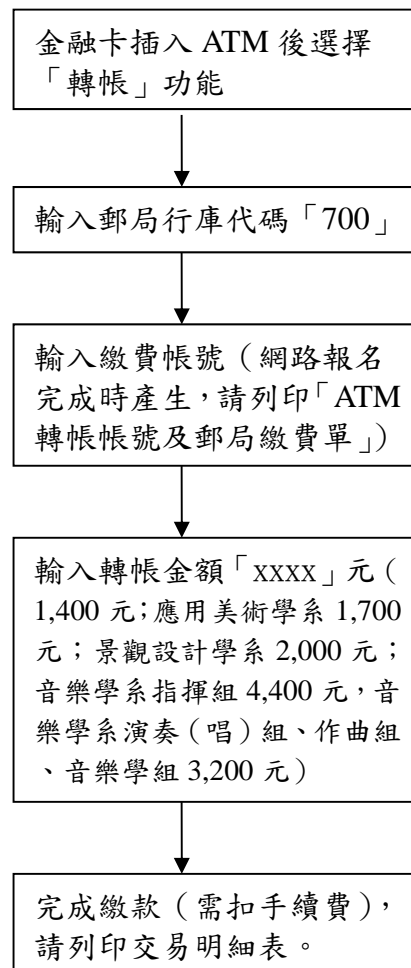 金融卡插入 ATM 後選擇
「轉帳」功能
輸入郵局行庫代碼「700」
輸入繳費帳號（網路報名
完成時產生，請列印「ATM
轉帳帳號及郵局繳費單」）
輸入轉帳金額「XXXX」元（
1,400 元；應用美術學系 1,700
元；景觀設計學系 2,000 元；
音樂學系指揮組 4,400 元，音
樂學系演奏（唱）組、作曲組
、音樂學組 3,200 元）
完成繳款（需扣手續費），
請列印交易明細表。